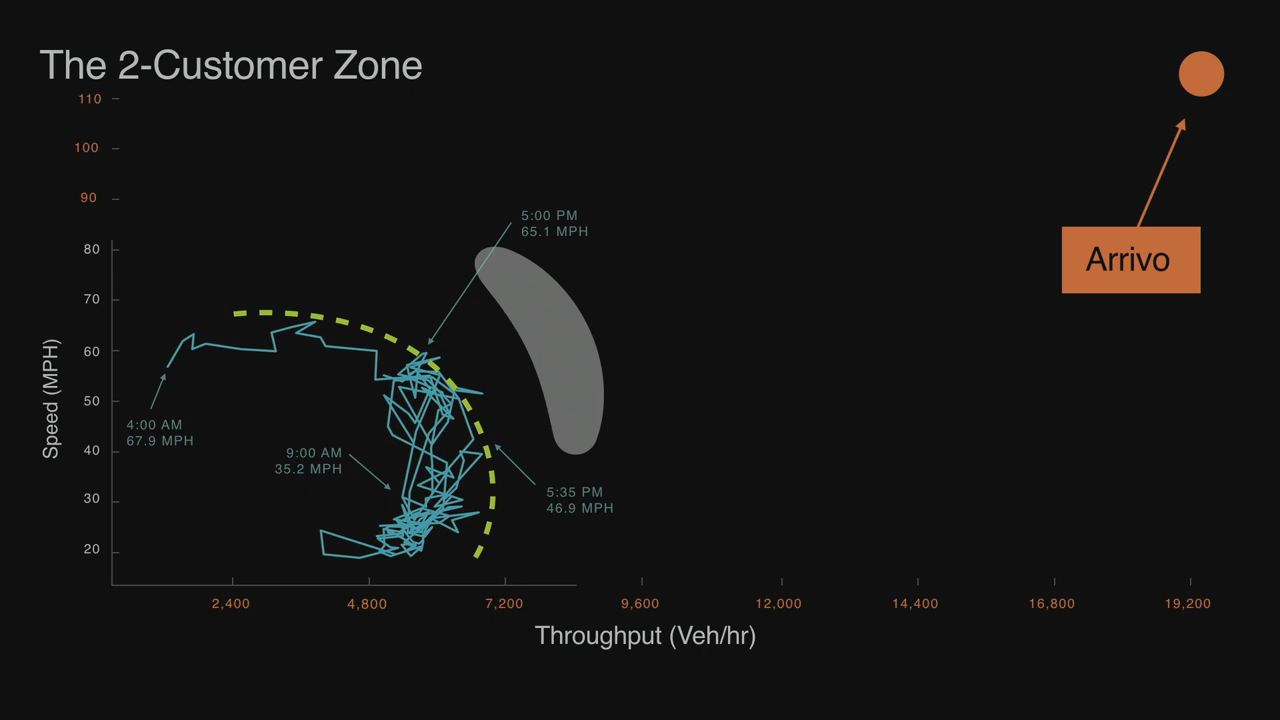 The 2-Customer Zone
110
100
90
80
70
60
50
40
30
20
Speed (MPH)
5:00 PM
65.1 MPH
Arrivo
4:00 AM
67.9 MPH
9:00 AM
35.2 MPH
5:35 PM
46.9 MPH
2,400
4,800
7,200
9,600
12,000
14,400
16,800
19,200
Throughput (Veh/hr)